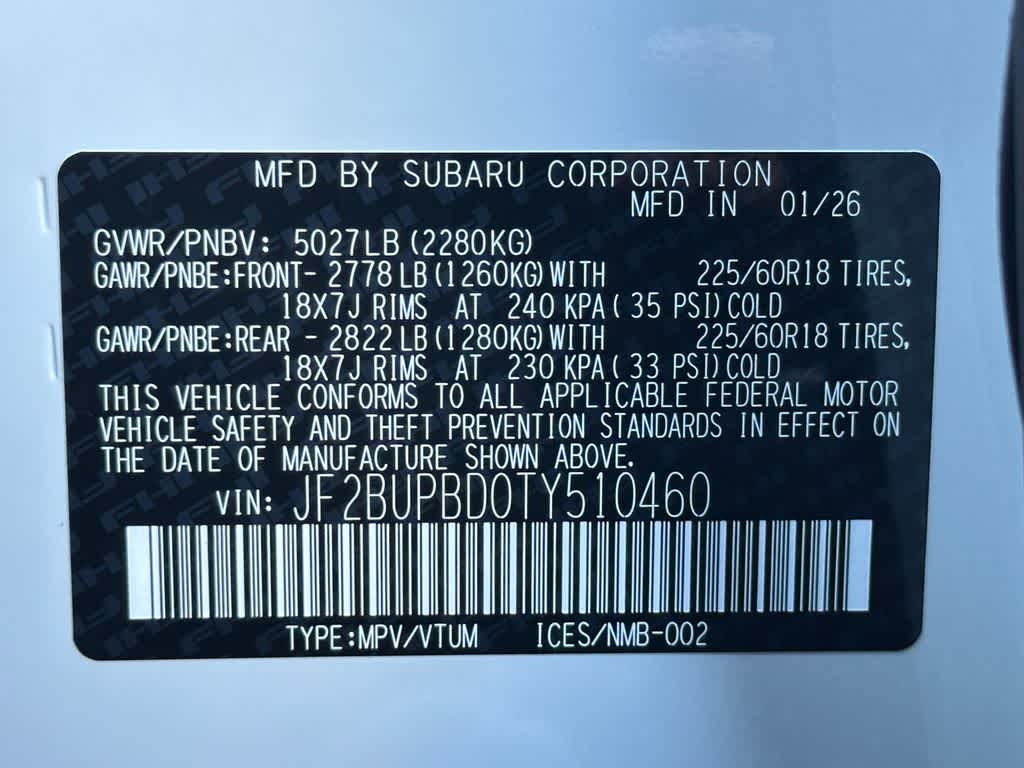 MFD BY SUBARU CORPORATION
MFD IN 01/26
GVWR/PNBV: 5027LB (2280KG)
GAWR/PNBE:FRONT- 2778 LB (1260KG) WITH 225/60R18 TIRES,
18X7J RIMS AT 240 KPA ( 35 PSI) COLD
GAWR/PNBE:REAR - 2822 LB (1280KG) WITH 225/60R18 TIRES,
18X7J RIMS AT 230 KPA ( 33 PSI) COLD
THIS VEHICLE CONFORMS TO ALL APPLICABLE FEDERAL MOTOR
VEHICLE SAFETY AND THEFT PREVENTION STANDARDS IN EFFECT ON
THE DATE OF MANUFACTURE SHOWN ABOVE.
VIN: JF2BUPBD0TY510460
TYPE:MPV/VTUM ICES/NMB-002